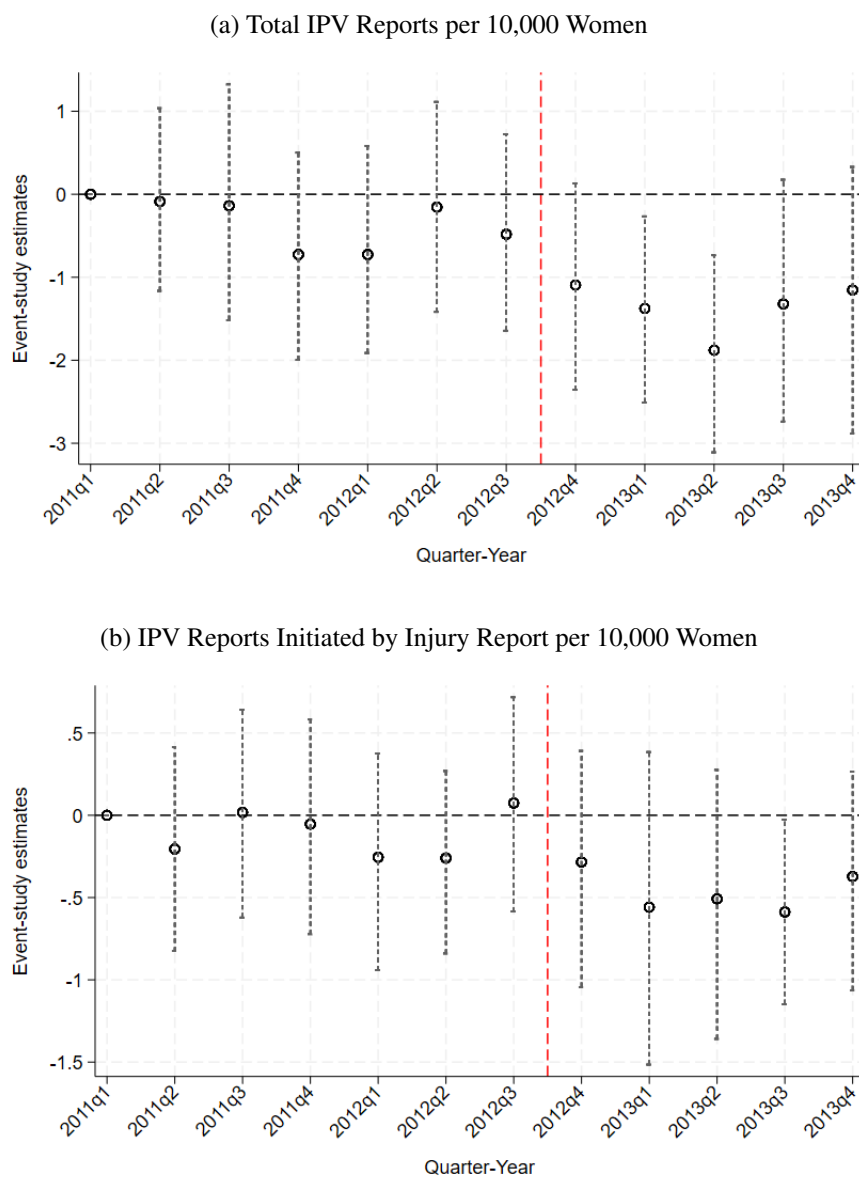 (a) Total IPV Reports per 10,000 Women
1
0
-1
-2
-3
Event-study estimates
2011q1
2011q2
2011q3
2011q4
2012q1
2012q2
2012q3
2012q4
2013q1
2013q2
2013q3
2013q4
Quarter-Year
(b) IPV Reports Initiated by Injury Report per 10,000 Women
.5
0
-.5
-1
-1.5
Event-study estimates
2011q1
2011q2
2011q3
2011q4
2012q1
2012q2
2012q3
2012q4
2013q1
2013q2
2013q3
2013q4
Quarter-Year